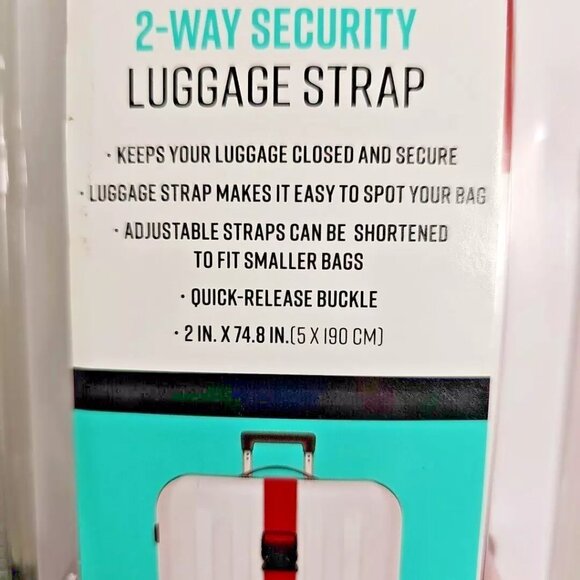 2-WAY SECURITY
LUGGAGE STRAP
• KEEPS YOUR LUGGAGE CLOSED AND SECURE
• LUGGAGE STRAP MAKES IT EASY TO SPOT YOUR BAG
• ADJUSTABLE STRAPS CAN BE SHORTENED
TO FIT SMALLER BAGS
• QUICK-RELEASE BUCKLE
• 2 IN. X 74.8 IN.(5 X 190 CM)